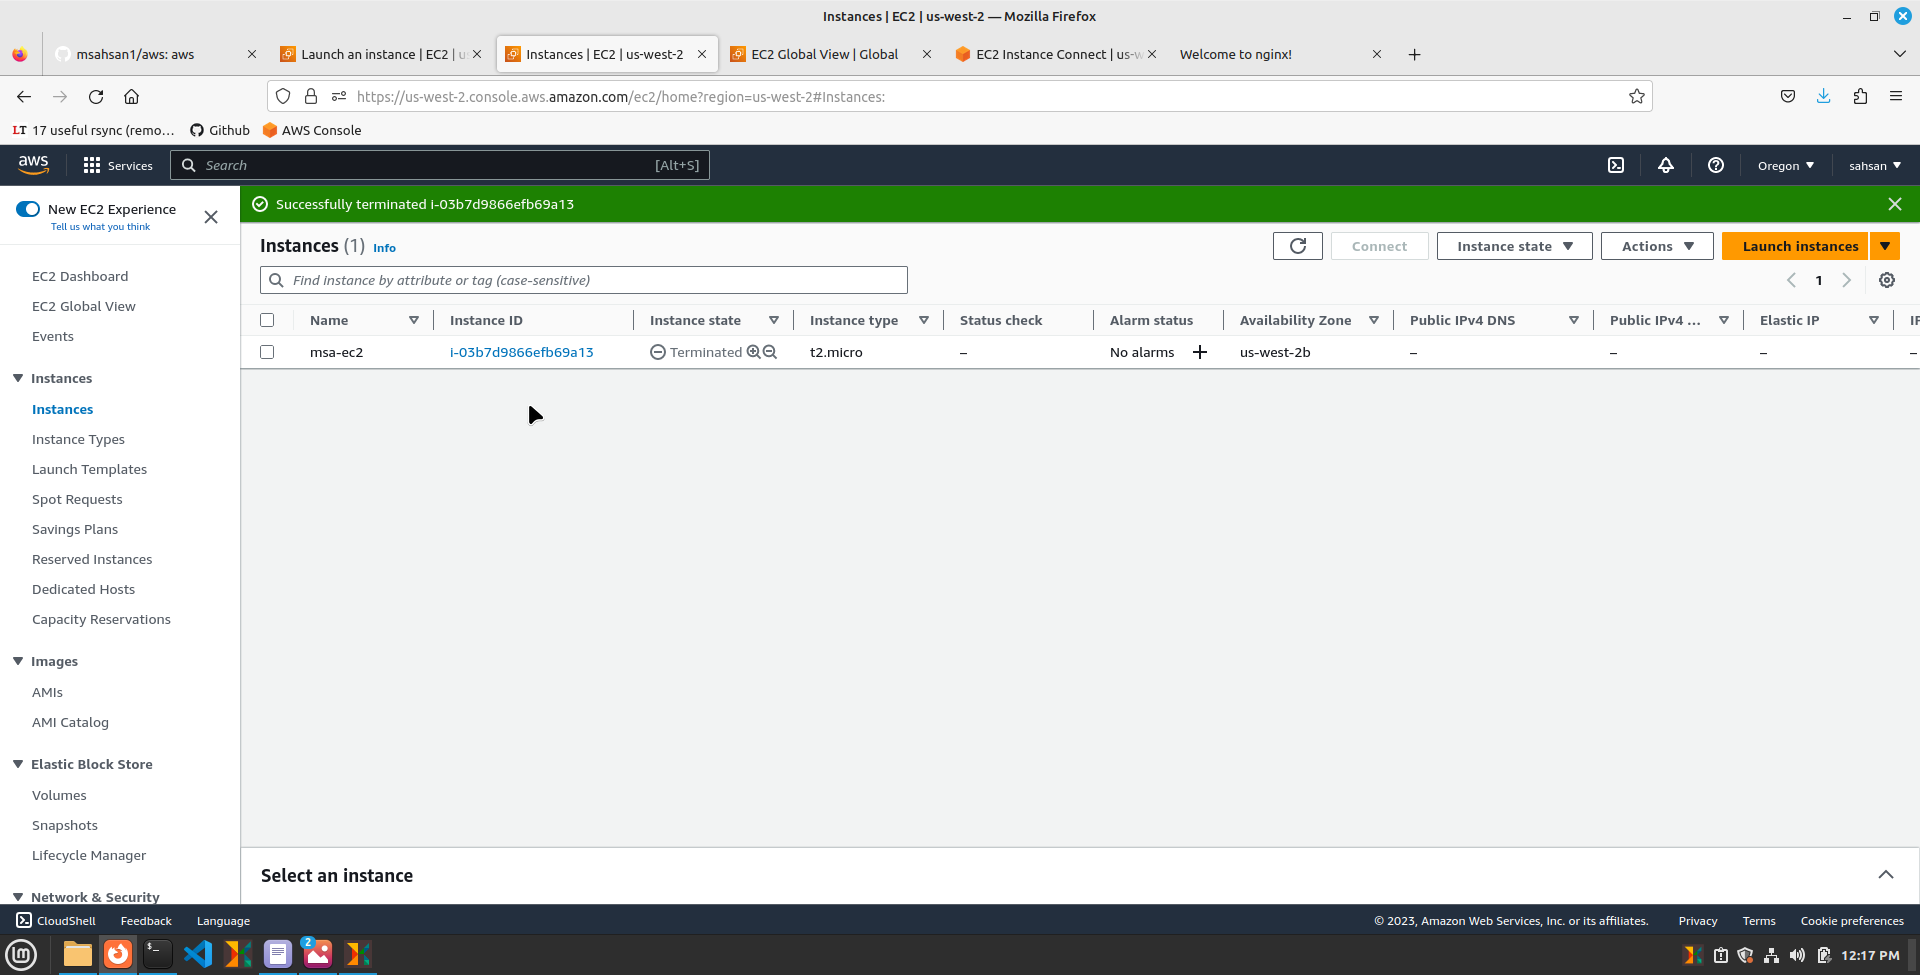 Instances | EC2 | us-west-2 — Mozilla Firefox
msahsan1/aws: aws
Launch an instance | EC2 | u
Instances | EC2 | us-west-2
EC2 Global View | Global
EC2 Instance Connect | us-w
Welcome to nginx!
https://us-west-2.console.aws.amazon.com/ec2/home?region=us-west-2#Instances:
LT 17 useful rsync (remo…
Github
AWS Console
aws
Services
Search
[Alt+S]
Oregon
sahsan
New EC2 Experience
Tell us what you think
EC2 Dashboard
EC2 Global View
Events
Instances
Instances
Instance Types
Launch Templates
Spot Requests
Savings Plans
Reserved Instances
Dedicated Hosts
Capacity Reservations
Images
AMIs
AMI Catalog
Elastic Block Store
Volumes
Snapshots
Lifecycle Manager
Network & Security
Successfully terminated i-03b7d9866efb69a13
Instances (1) Info
Connect
Instance state
Actions
Launch instances
Find instance by attribute or tag (case-sensitive)
1
Name Instance ID Instance state Instance type Status check Alarm status Availability Zone Public IPv4 DNS Public IPv4 ... Elastic IP IP
msa-ec2 i-03b7d9866efb69a13 Terminated t2.micro – No alarms us-west-2b – – – –
Select an instance
CloudShell
Feedback
Language
© 2023, Amazon Web Services, Inc. or its affiliates.
Privacy
Terms
Cookie preferences
2
12:17 PM